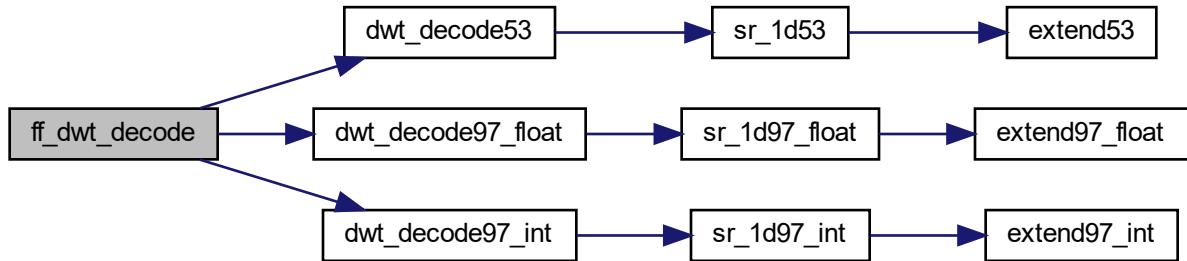 dwt_decode53
sr_1d53
extend53
ff_dwt_decode
dwt_decode97_float
sr_1d97_float
extend97_float
dwt_decode97_int
sr_1d97_int
extend97_int